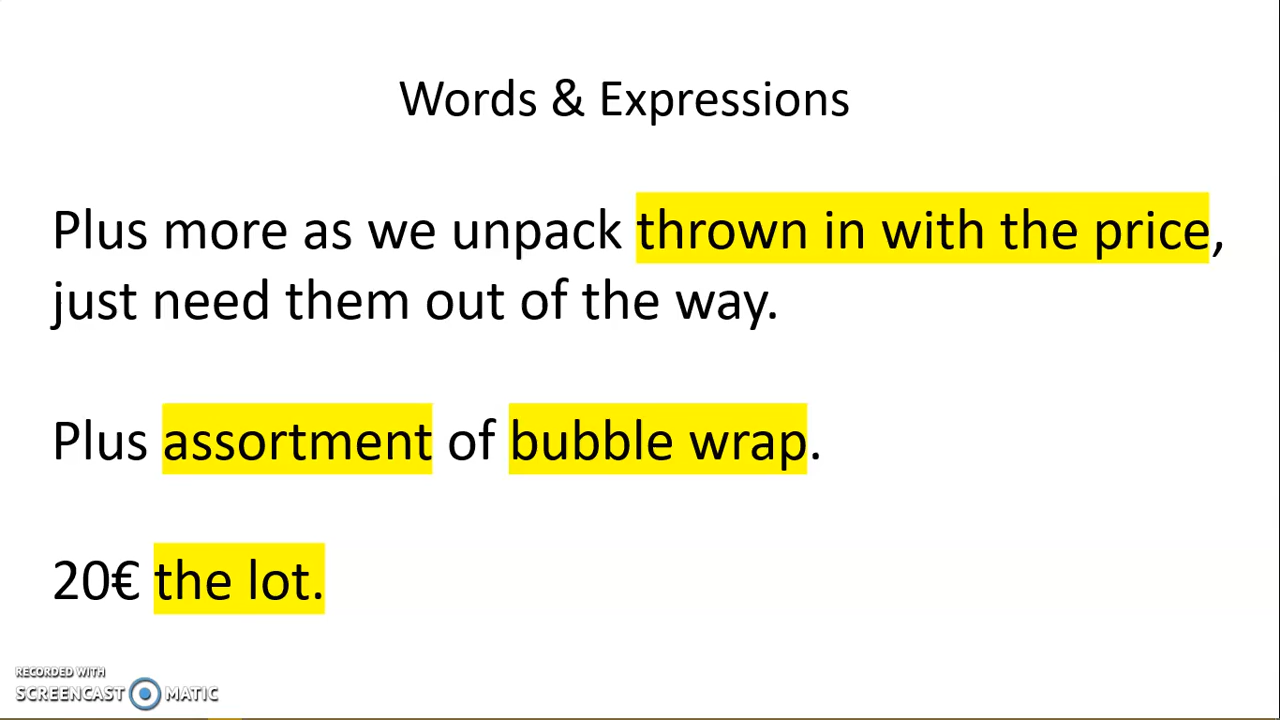 Words & Expressions
Plus more as we unpack thrown in with the price,
just need them out of the way.
Plus assortment of bubble wrap.
20€ the lot.
RECORDED WITH
SCREENCAST MATIC